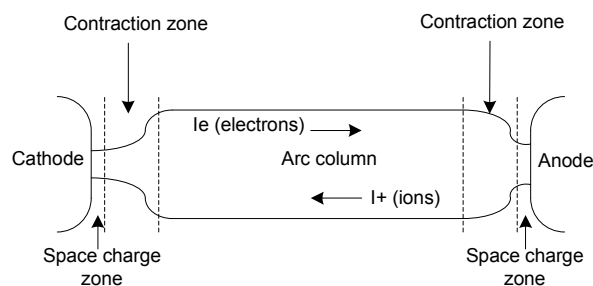 Contraction zone
Contraction zone
Ie (electrons)
Cathode
Arc column
Anode
I+ (ions)
Space charge
zone
Space charge
zone